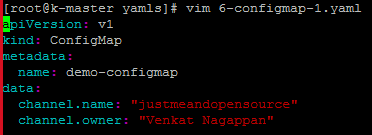 [root@k-master yamls]# vim 6-configmap-1.yaml
apiVersion: v1
kind: ConfigMap
metadata:
  name: demo-configmap
data:
  channel.name: "justmeandopensource"
  channel.owner: "Venkat Nagappan"